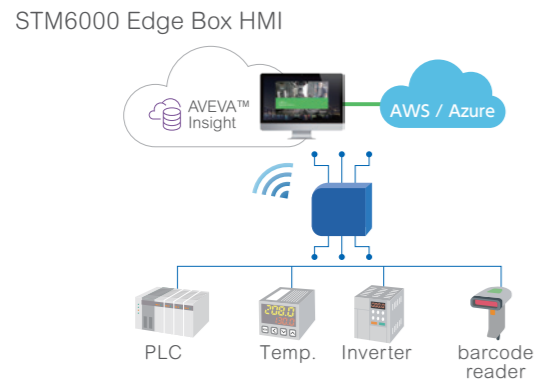 STM6000 Edge Box HMI
AVEVA™
Insight
AWS / Azure
208.0
PLC
Temp.
Inverter
barcode
reader